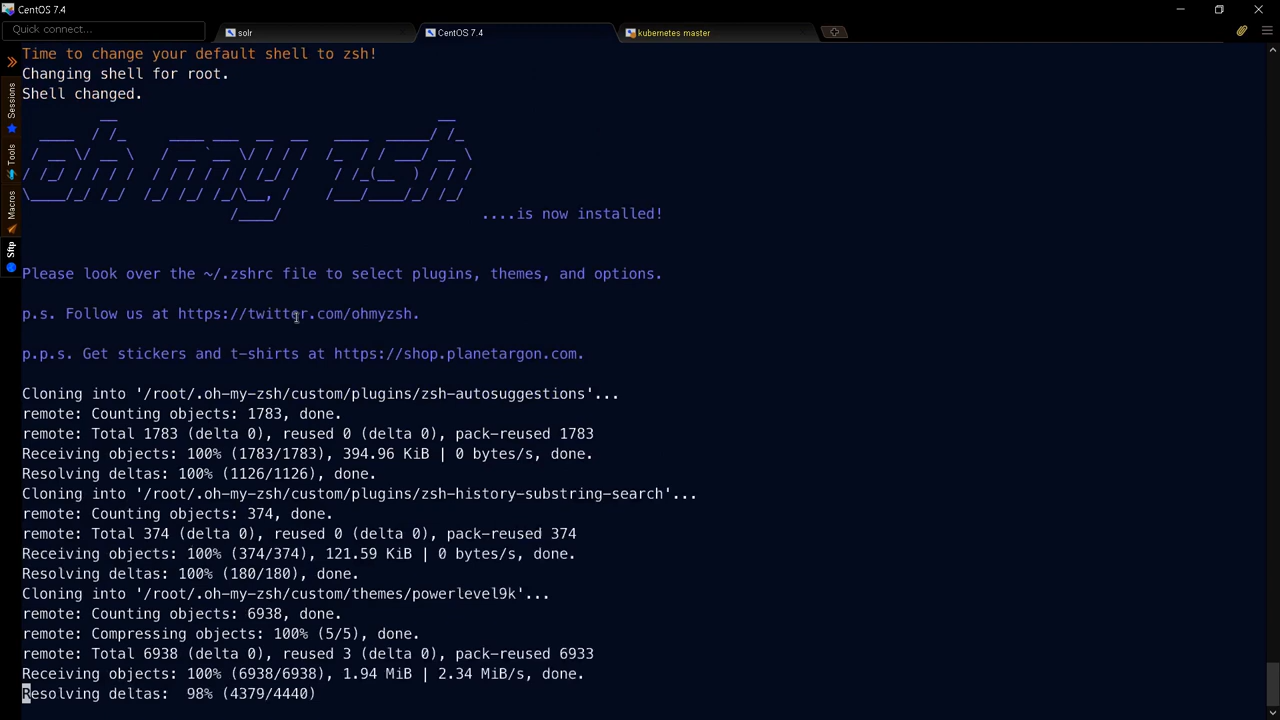 CentOS 7.4
Quick connect...
solr
CentOS 7.4
kubernetes master
Sessions
Tools
Macros
Sftp
Time to change your default shell to zsh!
Changing shell for root.
Shell changed.
oh my zsh
....is now installed!
Please look over the ~/.zshrc file to select plugins, themes, and options.
p.s. Follow us at https://twitter.com/ohmyzsh.
p.p.s. Get stickers and t-shirts at https://shop.planetargon.com.
Cloning into '/root/.oh-my-zsh/custom/plugins/zsh-autosuggestions'...
remote: Counting objects: 1783, done.
remote: Total 1783 (delta 0), reused 0 (delta 0), pack-reused 1783
Receiving objects: 100% (1783/1783), 394.96 KiB | 0 bytes/s, done.
Resolving deltas: 100% (1126/1126), done.
Cloning into '/root/.oh-my-zsh/custom/plugins/zsh-history-substring-search'...
remote: Counting objects: 374, done.
remote: Total 374 (delta 0), reused 0 (delta 0), pack-reused 374
Receiving objects: 100% (374/374), 121.59 KiB | 0 bytes/s, done.
Resolving deltas: 100% (180/180), done.
Cloning into '/root/.oh-my-zsh/custom/themes/powerlevel9k'...
remote: Counting objects: 6938, done.
remote: Compressing objects: 100% (5/5), done.
remote: Total 6938 (delta 0), reused 3 (delta 0), pack-reused 6933
Receiving objects: 100% (6938/6938), 1.94 MiB | 2.34 MiB/s, done.
Resolving deltas:  98% (4379/4440)